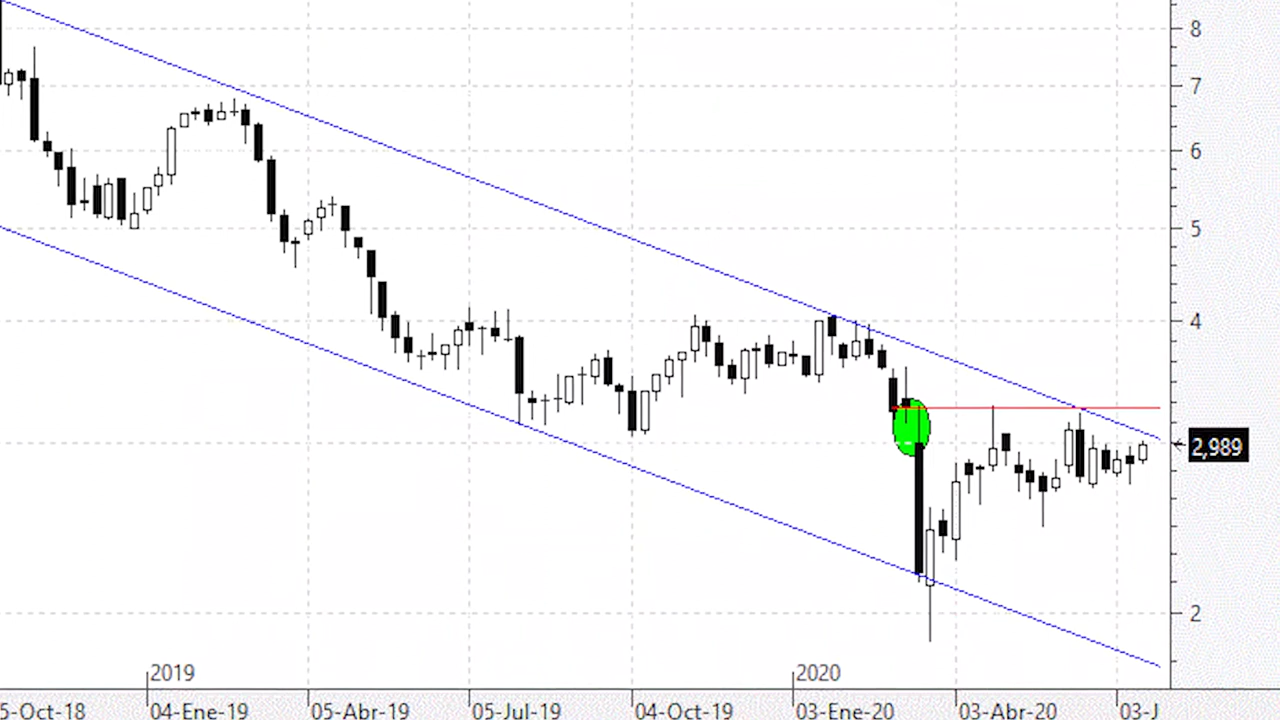 8
7
6
5
4
2,989
2
2019
2020
5-Oct-18
04-Ene-19
05-Abr-19
05-Jul-19
04-Oct-19
03-Ene-20
03-Abr-20
03-J